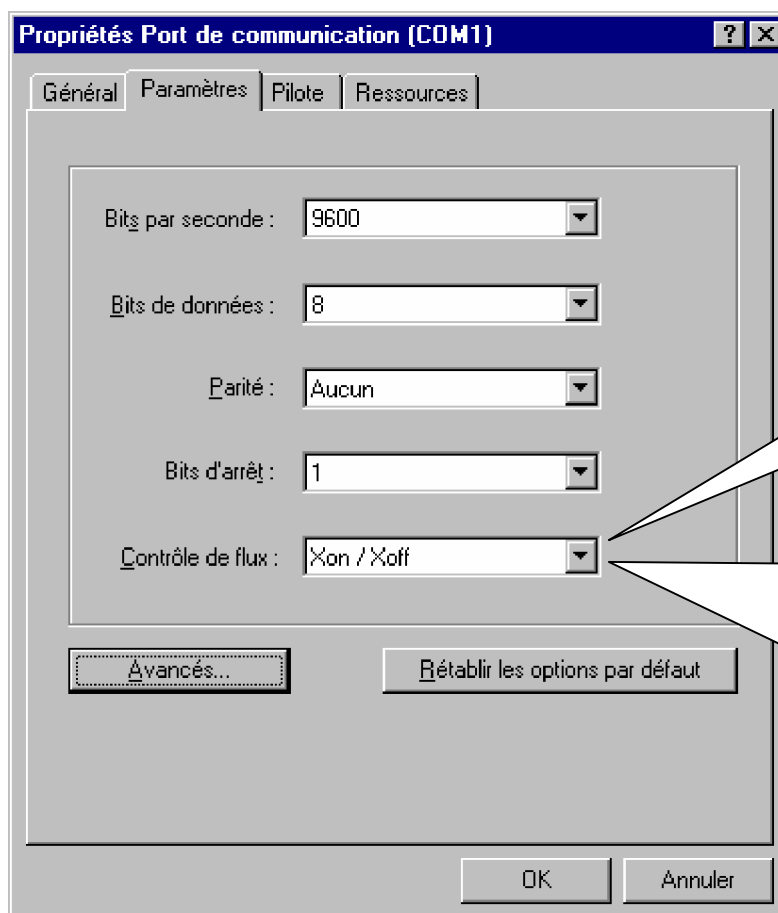 Propriétés Port de communication (COM1)
Général Paramètres Pilote Ressources
Bits par seconde : 9600
Bits de données : 8
Parité : Aucun
Bits d'arrêt : 1
Contrôle de flux : Xon / Xoff
Avancés... Rétablir les options par défaut
OK Annuler